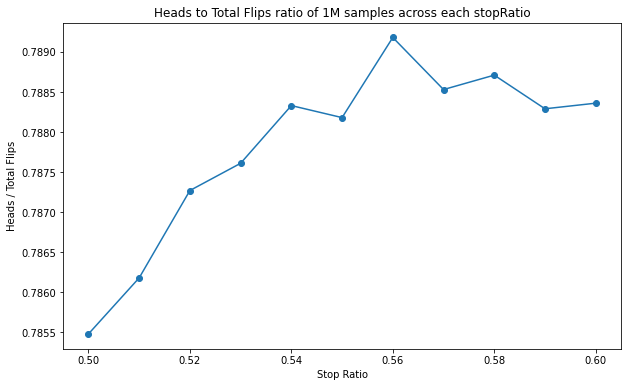 Heads to Total Flips ratio of 1M samples across each stopRatio
0.7890
0.7885
0.7880
0.7875
0.7870
0.7865
0.7860
0.7855
Heads / Total Flips
0.50 0.52 0.54 0.56 0.58 0.60
Stop Ratio